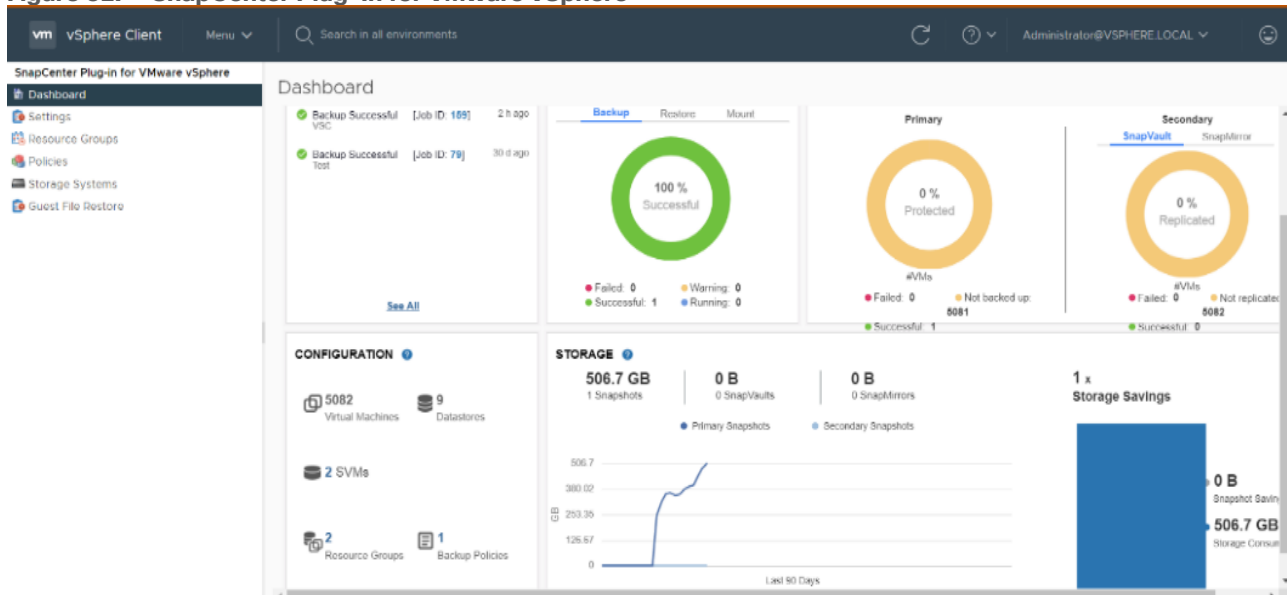 Figure 52. SnapCenter Plug-in for VMware vSphere
vm vSphere Client Menu Search in all environments Administrator@VSPHERE.LOCAL
SnapCenter Plug-in for VMware vSphere
Dashboard
Settings
Resource Groups
Policies
Storage Systems
Guest File Restore
Dashboard
Backup Successful [Job ID: 189] 2 h ago
VSC
Backup Successful [Job ID: 79] 30 d ago
Test
See All
Backup Restore Mount
100 %
Successful
Failed: 0 Warning: 0
Successful: 1 Running: 0
Primary
0 %
Protected
#VMs
Failed: 0 Not backed up:
5081
Successful: 1
Secondary
SnapVault SnapMirror
0 %
Replicated
#VMs
Failed: 0 Not replicated
5082
Successful: 0
CONFIGURATION
5082
Virtual Machines
9
Datastores
2 SVMs
2
Resource Groups
1
Backup Policies
STORAGE
506.7 GB
1 Snapshots
0 B
0 SnapVaults
0 B
0 SnapMirrors
1 x
Storage Savings
Primary Snapshots Secondary Snapshots
506.7
380.02
253.35
125.67
0
GB
Last 90 Days
0 B
Snapshot Savin
506.7 GB
Storage Consum